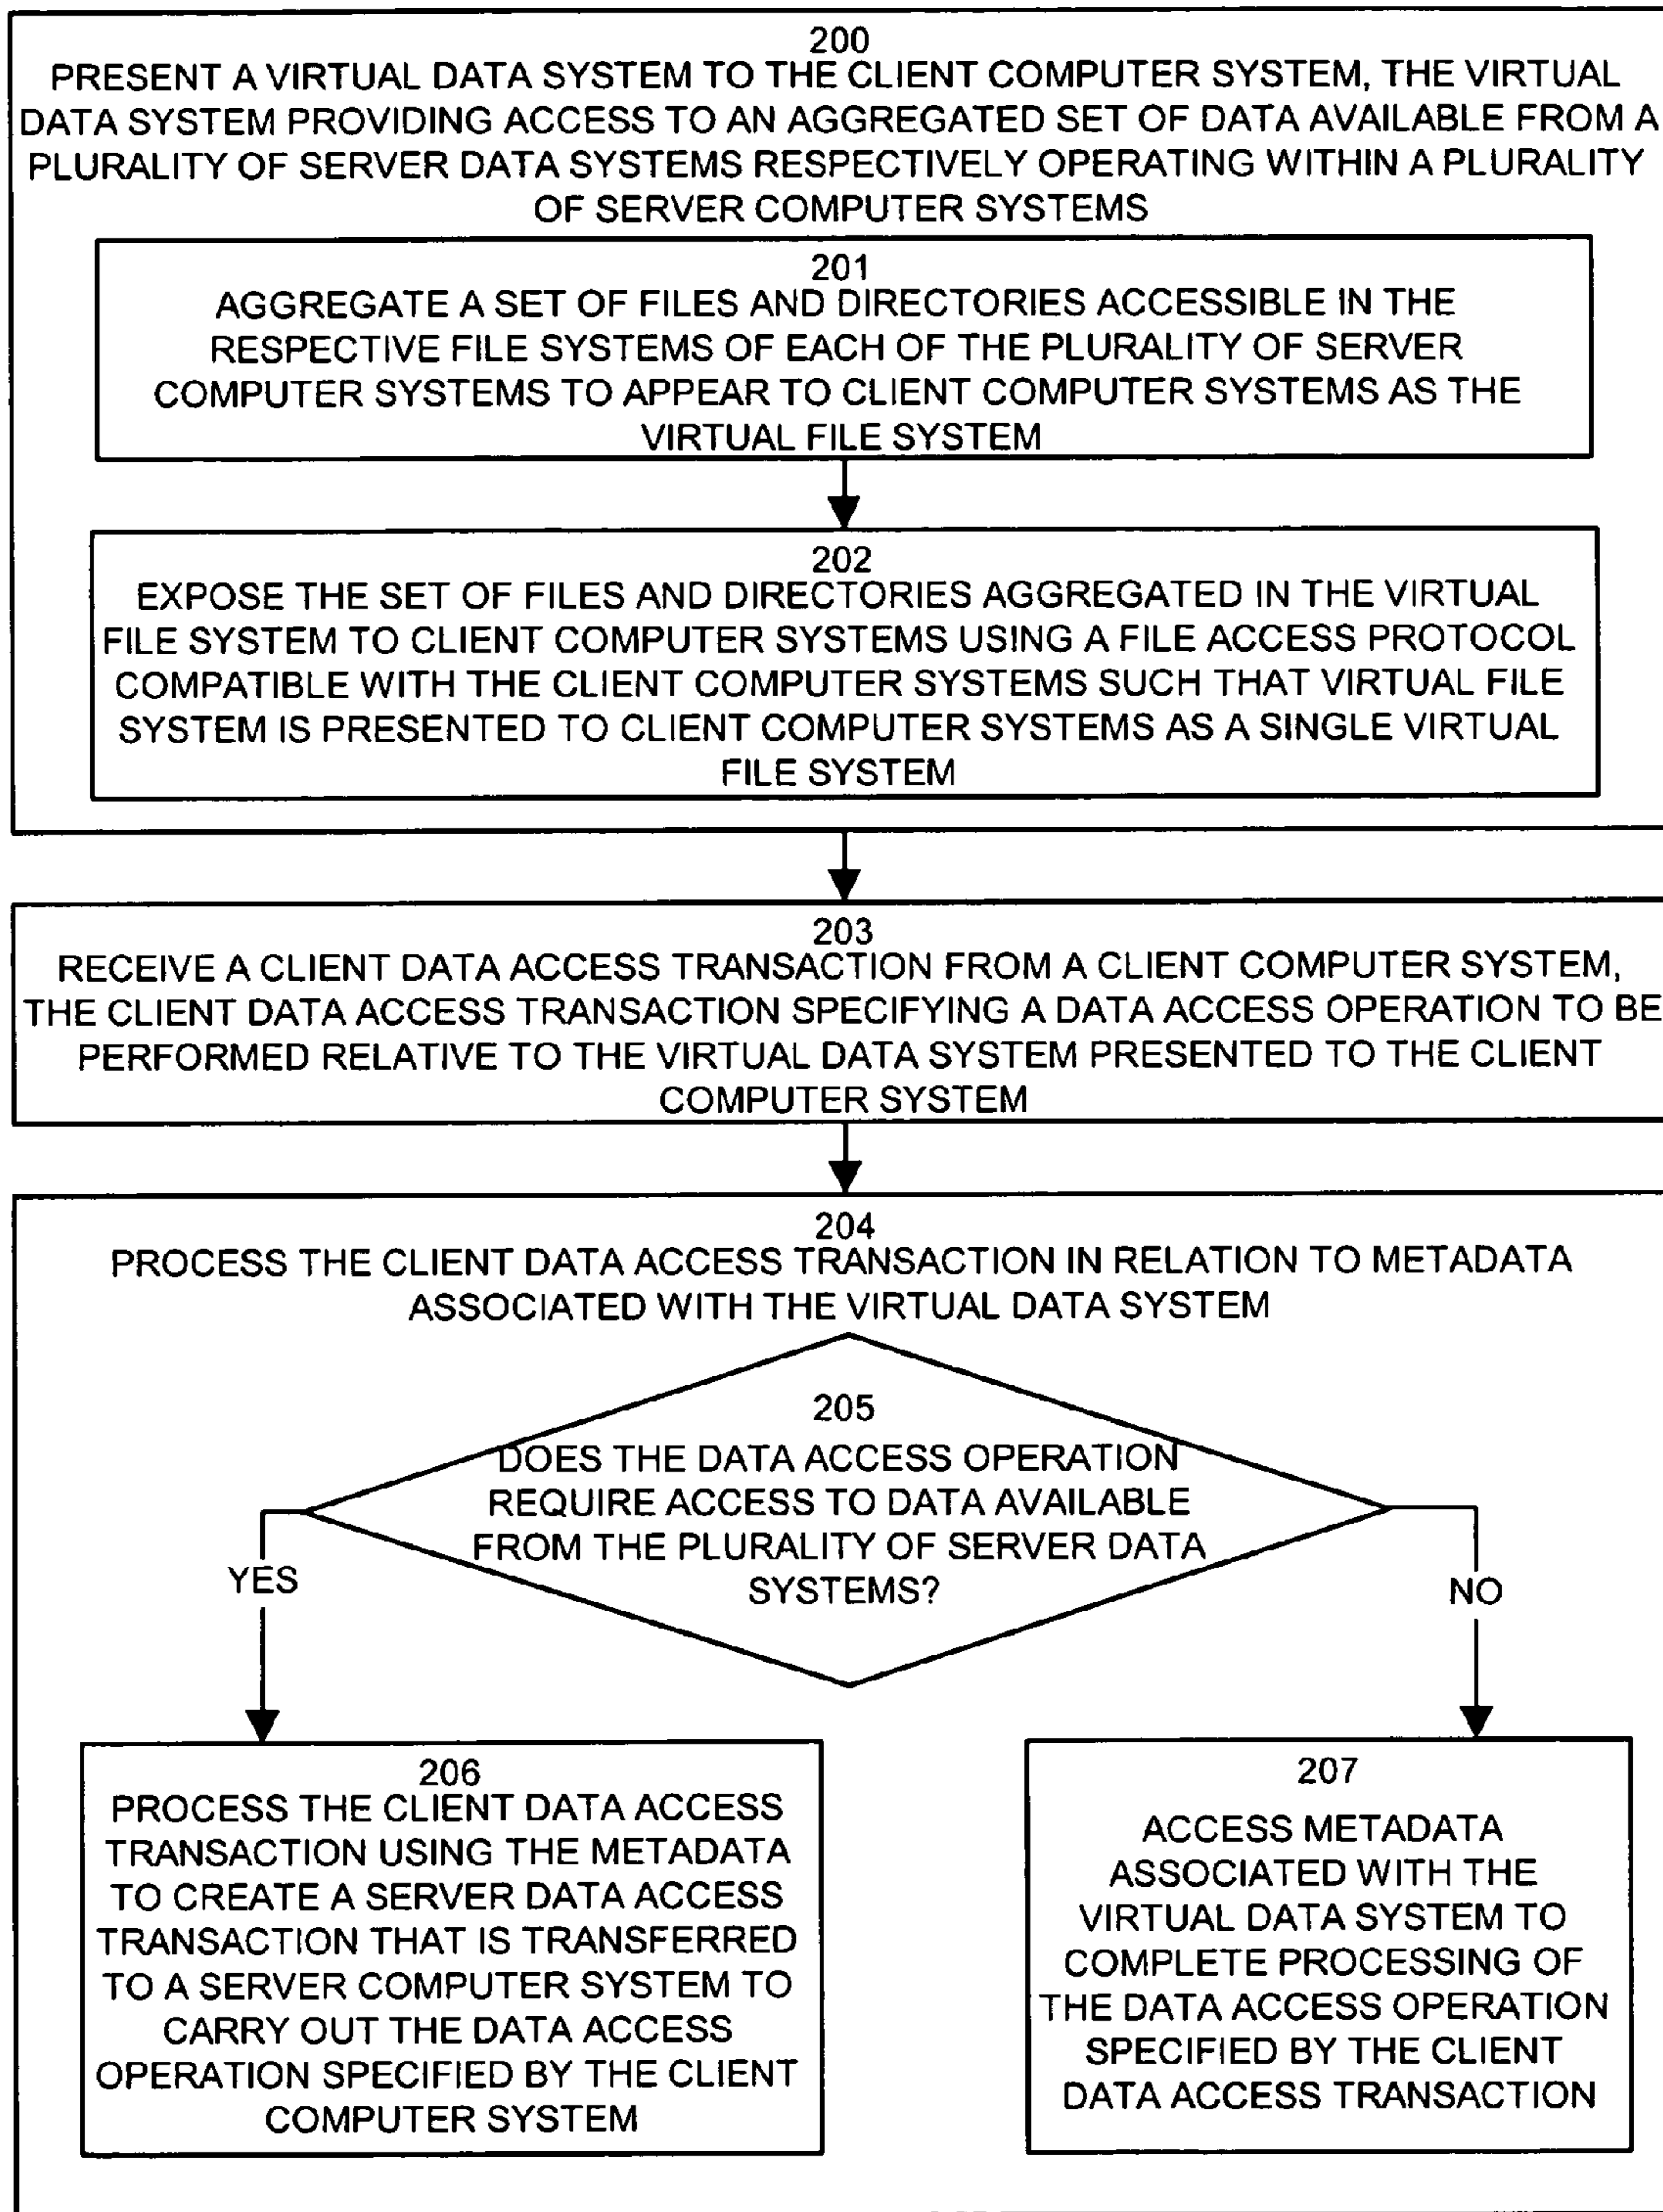 200
PRESENT A VIRTUAL DATA SYSTEM TO THE CLIENT COMPUTER SYSTEM, THE VIRTUAL
DATA SYSTEM PROVIDING ACCESS TO AN AGGREGATED SET OF DATA AVAILABLE FROM A
PLURALITY OF SERVER DATA SYSTEMS RESPECTIVELY OPERATING WITHIN A PLURALITY
OF SERVER COMPUTER SYSTEMS
201
AGGREGATE A SET OF FILES AND DIRECTORIES ACCESSIBLE IN THE
RESPECTIVE FILE SYSTEMS OF EACH OF THE PLURALITY OF SERVER
COMPUTER SYSTEMS TO APPEAR TO CLIENT COMPUTER SYSTEMS AS THE
VIRTUAL FILE SYSTEM
202
EXPOSE THE SET OF FILES AND DIRECTORIES AGGREGATED IN THE VIRTUAL
FILE SYSTEM TO CLIENT COMPUTER SYSTEMS USING A FILE ACCESS PROTOCOL
COMPATIBLE WITH THE CLIENT COMPUTER SYSTEMS SUCH THAT VIRTUAL FILE
SYSTEM IS PRESENTED TO CLIENT COMPUTER SYSTEMS AS A SINGLE VIRTUAL
FILE SYSTEM
203
RECEIVE A CLIENT DATA ACCESS TRANSACTION FROM A CLIENT COMPUTER SYSTEM,
THE CLIENT DATA ACCESS TRANSACTION SPECIFYING A DATA ACCESS OPERATION TO BE
PERFORMED RELATIVE TO THE VIRTUAL DATA SYSTEM PRESENTED TO THE CLIENT
COMPUTER SYSTEM
204
PROCESS THE CLIENT DATA ACCESS TRANSACTION IN RELATION TO METADATA
ASSOCIATED WITH THE VIRTUAL DATA SYSTEM
205
DOES THE DATA ACCESS OPERATION
REQUIRE ACCESS TO DATA AVAILABLE
FROM THE PLURALITY OF SERVER DATA
SYSTEMS?
YES
NO
206
PROCESS THE CLIENT DATA ACCESS
TRANSACTION USING THE METADATA
TO CREATE A SERVER DATA ACCESS
TRANSACTION THAT IS TRANSFERRED
TO A SERVER COMPUTER SYSTEM TO
CARRY OUT THE DATA ACCESS
OPERATION SPECIFIED BY THE CLIENT
COMPUTER SYSTEM
207
ACCESS METADATA
ASSOCIATED WITH THE
VIRTUAL DATA SYSTEM TO
COMPLETE PROCESSING OF
THE DATA ACCESS OPERATION
SPECIFIED BY THE CLIENT
DATA ACCESS TRANSACTION